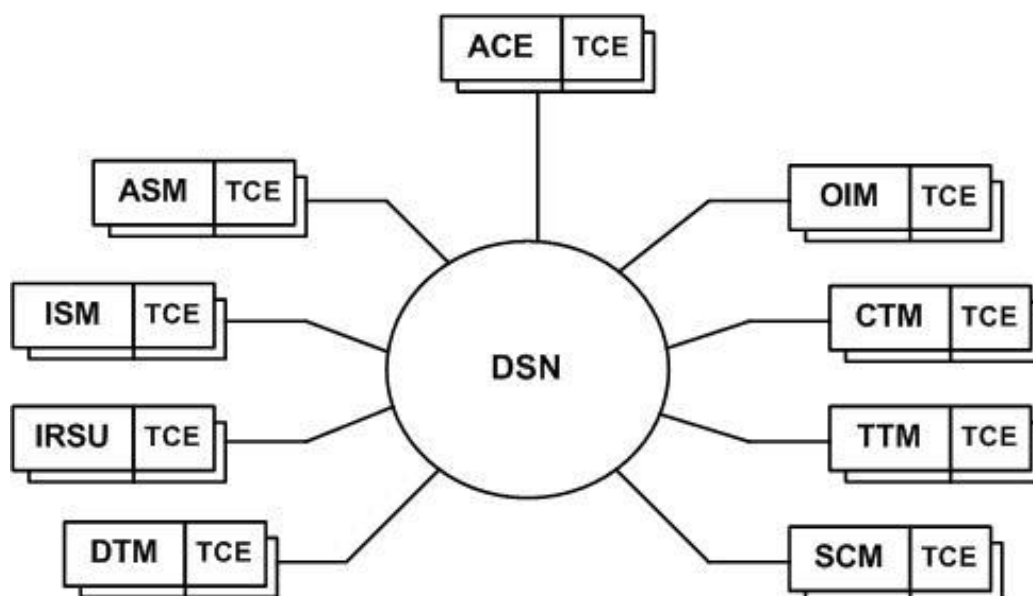 ACE TCE
ASM TCE
OIM TCE
ISM TCE
CTM TCE
DSN
IRSU TCE
TTM TCE
DTM TCE
SCM TCE